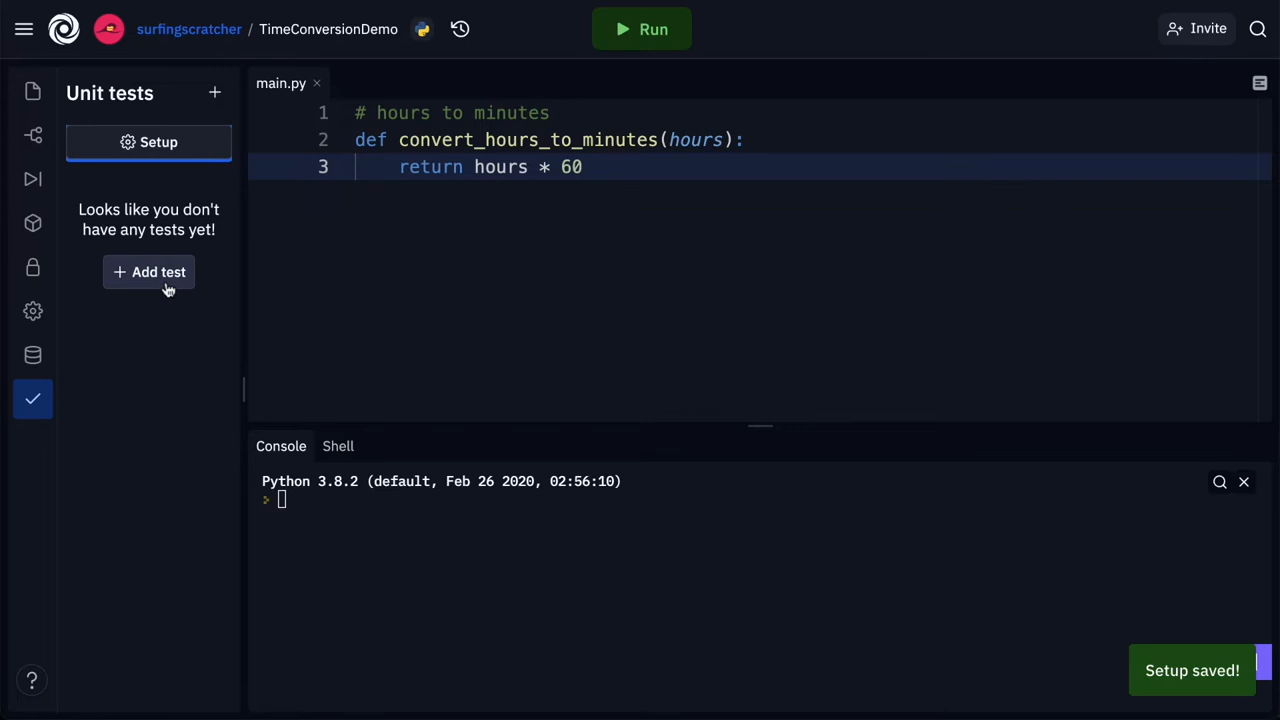 surfingscratcher / TimeConversionDemo
Run
Invite
Unit tests
Setup
Looks like you don't
have any tests yet!
Add test
main.py
1 # hours to minutes
2 def convert_hours_to_minutes(hours):
3 return hours * 60
Console Shell
Python 3.8.2 (default, Feb 26 2020, 02:56:10)
Setup saved!
?